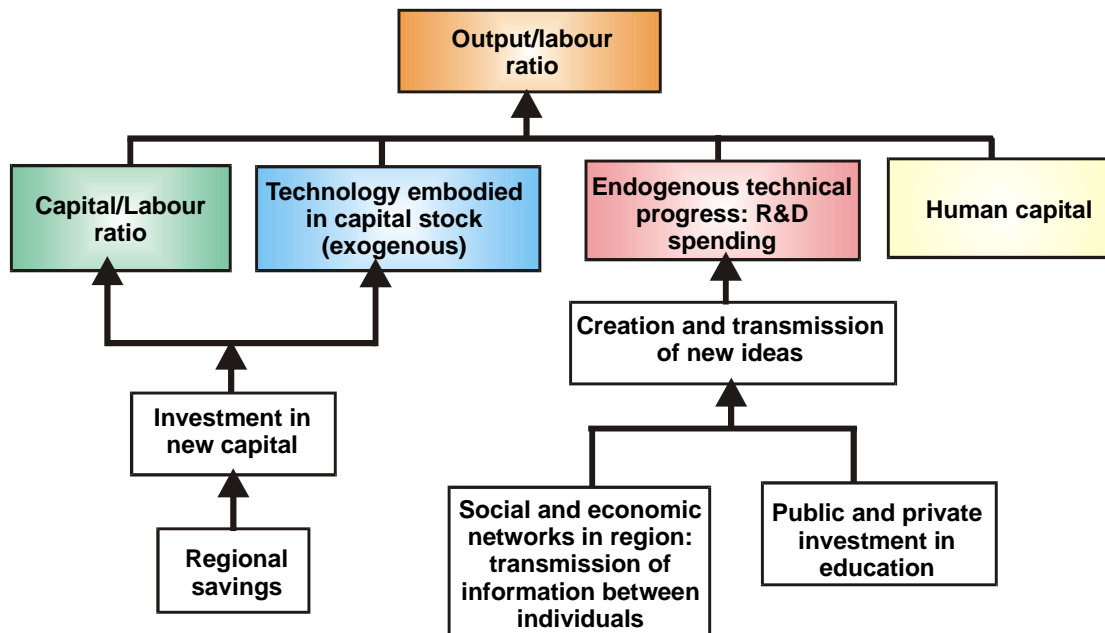 Output/labour
ratio
Capital/Labour
ratio
Technology embodied
in capital stock
(exogenous)
Endogenous technical
progress: R&D
spending
Human capital
Creation and transmission
of new ideas
Investment in
new capital
Regional
savings
Social and economic
networks in region:
transmission of
information between
individuals
Public and private
investment in
education